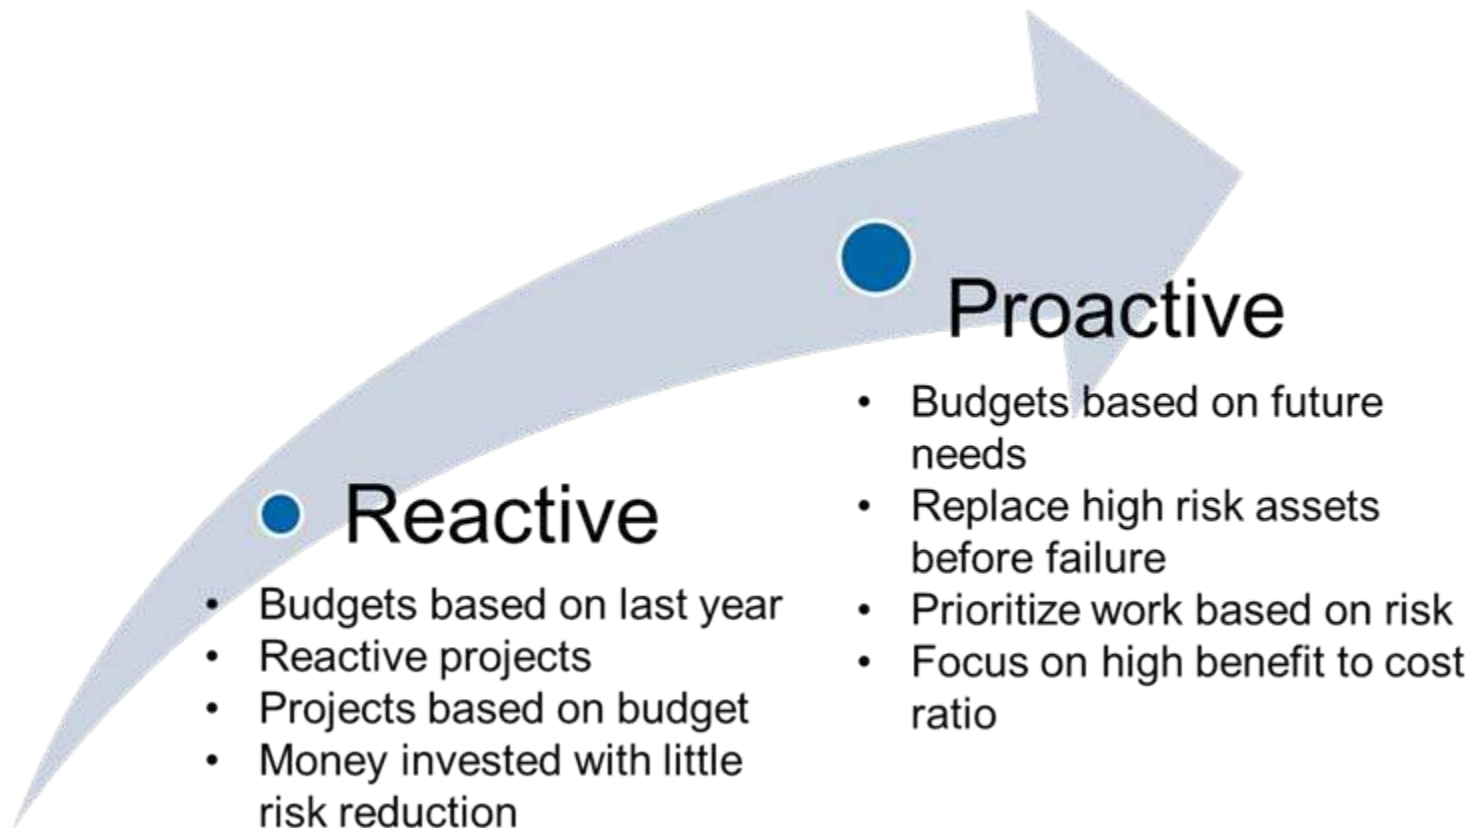 Reactive
• Budgets based on last year
• Reactive projects
• Projects based on budget
• Money invested with little
risk reduction
Proactive
• Budgets based on future
needs
• Replace high risk assets
before failure
• Prioritize work based on risk
• Focus on high benefit to cost
ratio